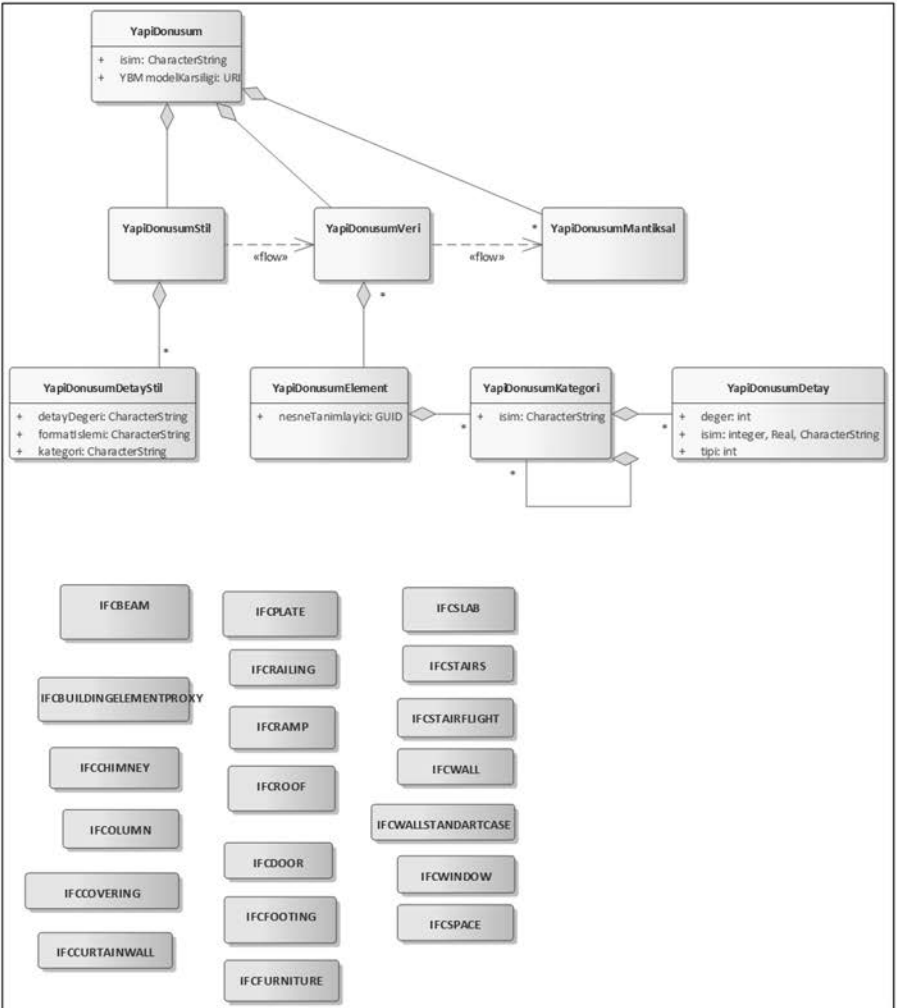 YapiDonusum
+ isim: CharacterString
+ YBM modelKarsiligi: URI
YapiDonusumStil
YapiDonusumVeri
* YapiDonusumMantiksal
«flow»
«flow»
*
*
YapiDonusumDetayStil
+ detayDegeri: CharacterString
+ formatIslemi: CharacterString
+ kategori: CharacterString
YapiDonusumElement
+ nesneTanimlayici: GUID
*
YapiDonusumKategori
+ isim: CharacterString
*
*
YapiDonusumDetay
+ deger: int
+ isim: integer, Real, CharacterString
+ tipi: int
IFCBEAM
IFCBUILDINGELEMENTPROXY
IFCCHIMNEY
IFCOLUMN
IFCCOVERING
IFCCURTAINWALL
IFCPLATE
IFCRAILING
IFCRAMP
IFCROOF
IFCDOOR
IFCFOOTING
IFCFURNITURE
IFCSLAB
IFCSTAIRS
IFCSTAIRFLIGHT
IFCWALL
IFCWALLSTANDARTCASE
IFCWINDOW
IFCSPACE